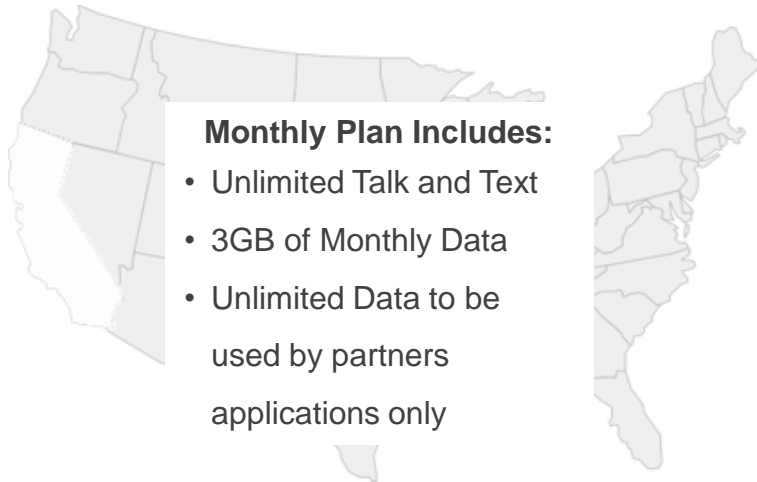 Monthly Plan Includes:
• Unlimited Talk and Text
• 3GB of Monthly Data
• Unlimited Data to be
used by partners
applications only